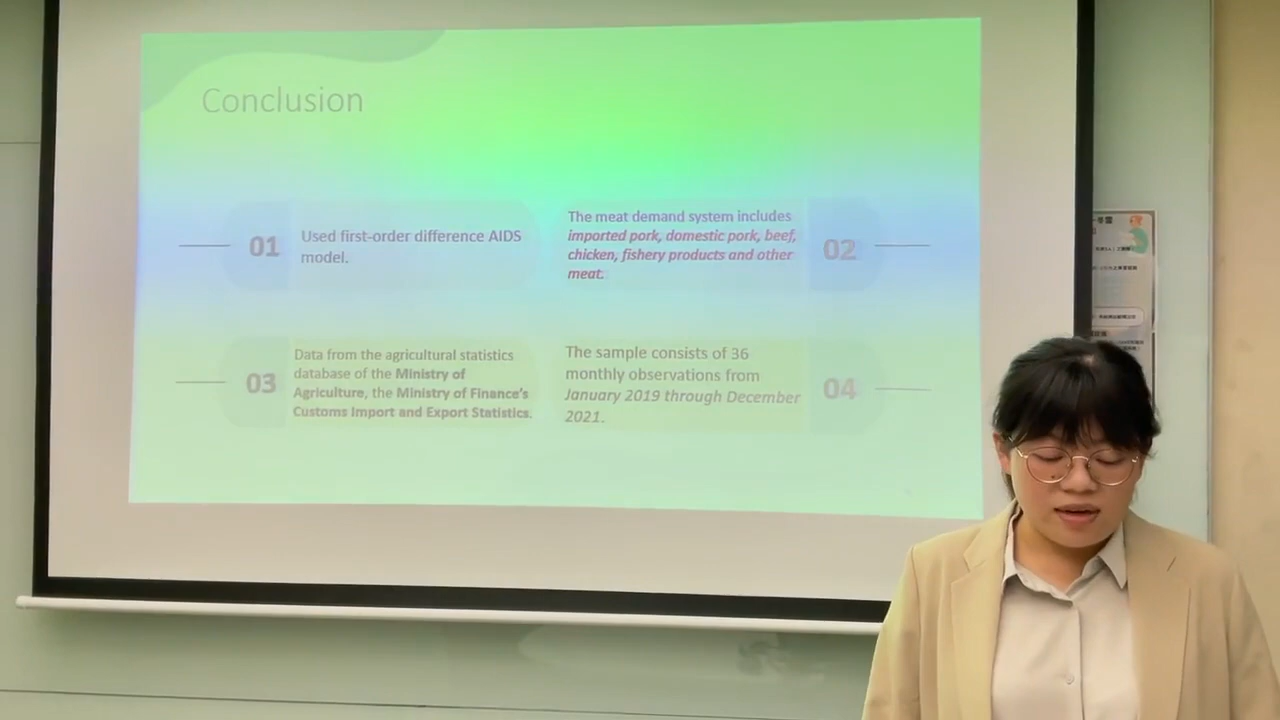 Conclusion
01
Used first-order difference AIDS
model.
The meat demand system includes
imported pork, domestic pork, beef,
chicken, fishery products and other
meat.
02
03
Data from the agricultural statistics
database of the Ministry of
Agriculture, the Ministry of Finance's
Customs Import and Export Statistics.
The sample consists of 36
monthly observations from
January 2019 through December
2021.
04